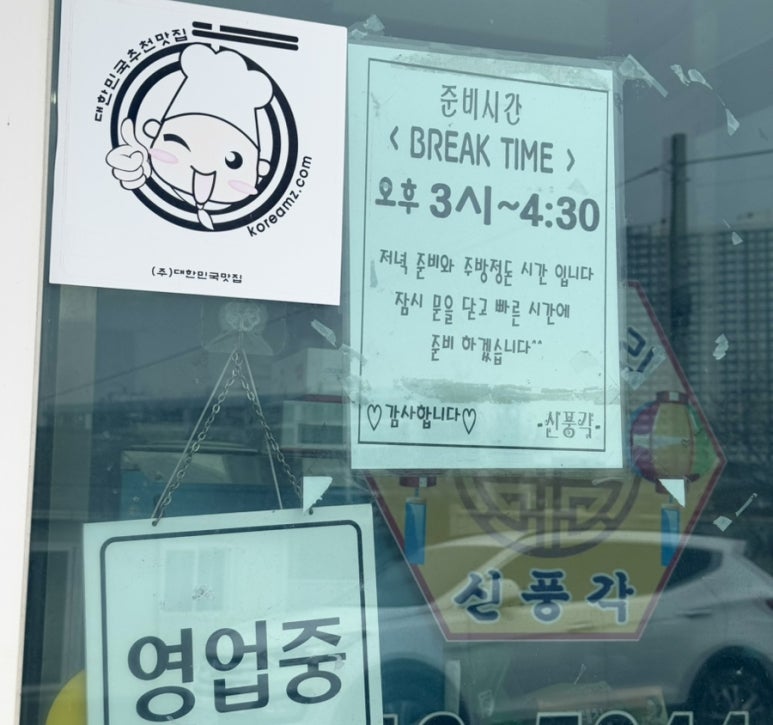 대한민국추천맛집
koreamz.com
(주)대한민국맛집
준비시간
< BREAK TIME >
오후 3시~4:30
저녁 준비와 주방정돈 시간 입니다
잠시 문을 닫고 빠른 시간에
준비 하겠습니다^^
♡감사합니다♡
-신풍각-
리
신풍각
영업중